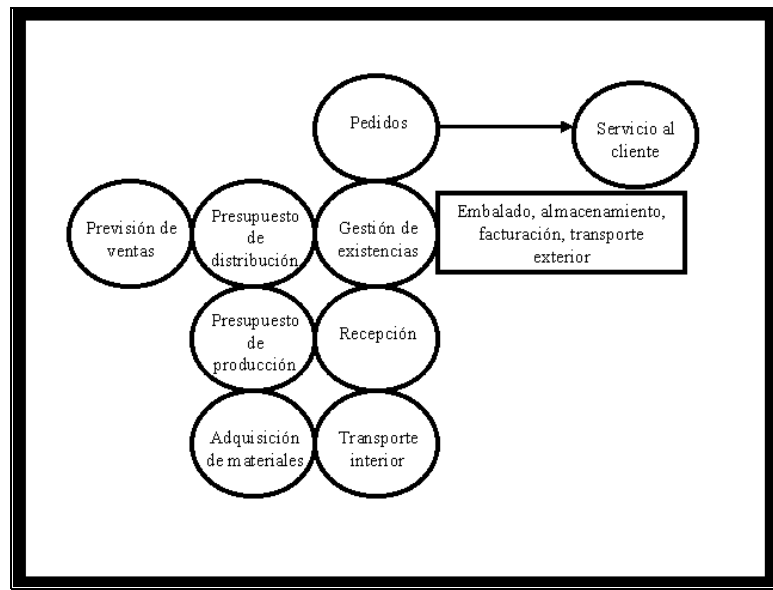 Pedidos
Servicio al
cliente
Previsión de
ventas
Presupuesto
de
distribución
Gestión de
existencias
Embalado, almacenamiento,
facturación, transporte
exterior
Presupuesto
de
producción
Recepción
Adquisición
de materiales
Transporte
interior